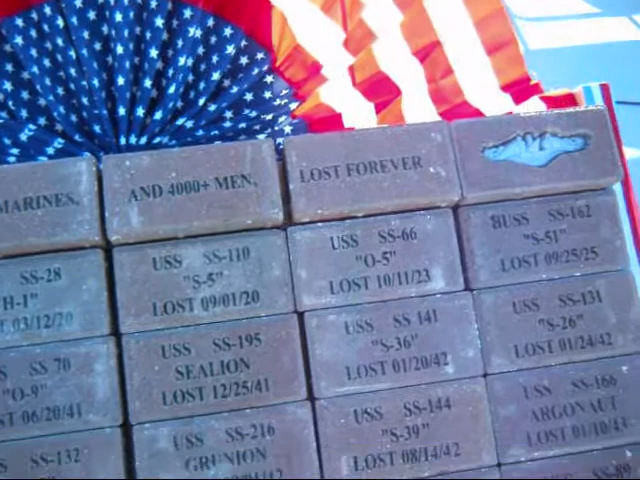 MARINES,
AND 4000+ MEN,
LOST FOREVER
SS-28
"H-1"
03/12/20
USS SS-110
"S-5"
LOST 09/01/20
USS SS-66
"O-5"
LOST 10/11/23
USS SS-162
"S-51"
LOST 09/25/25
SS 70
"O-9"
ST 06/20/41
USS SS-195
SEALION
LOST 12/25/41
USS SS 141
"S-36"
LOST 01/20/42
USS SS-131
"S-26"
LOST 01/24/42
SS-132
USS SS-216
GRUNION
USS SS-144
"S-39"
LOST 08/14/42
USS SS-166
ARGONAUT
LOST 01/10/43